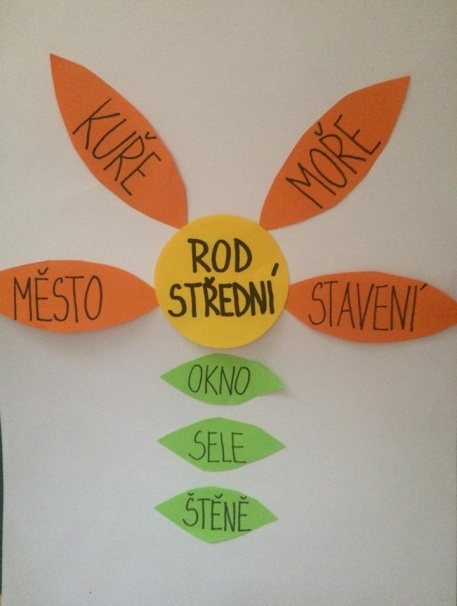 KUŘE
MOŘE
ROD
STŘEDNÍ
MĚSTO
STAVENÍ
OKNO
SELE
ŠTĚNĚ